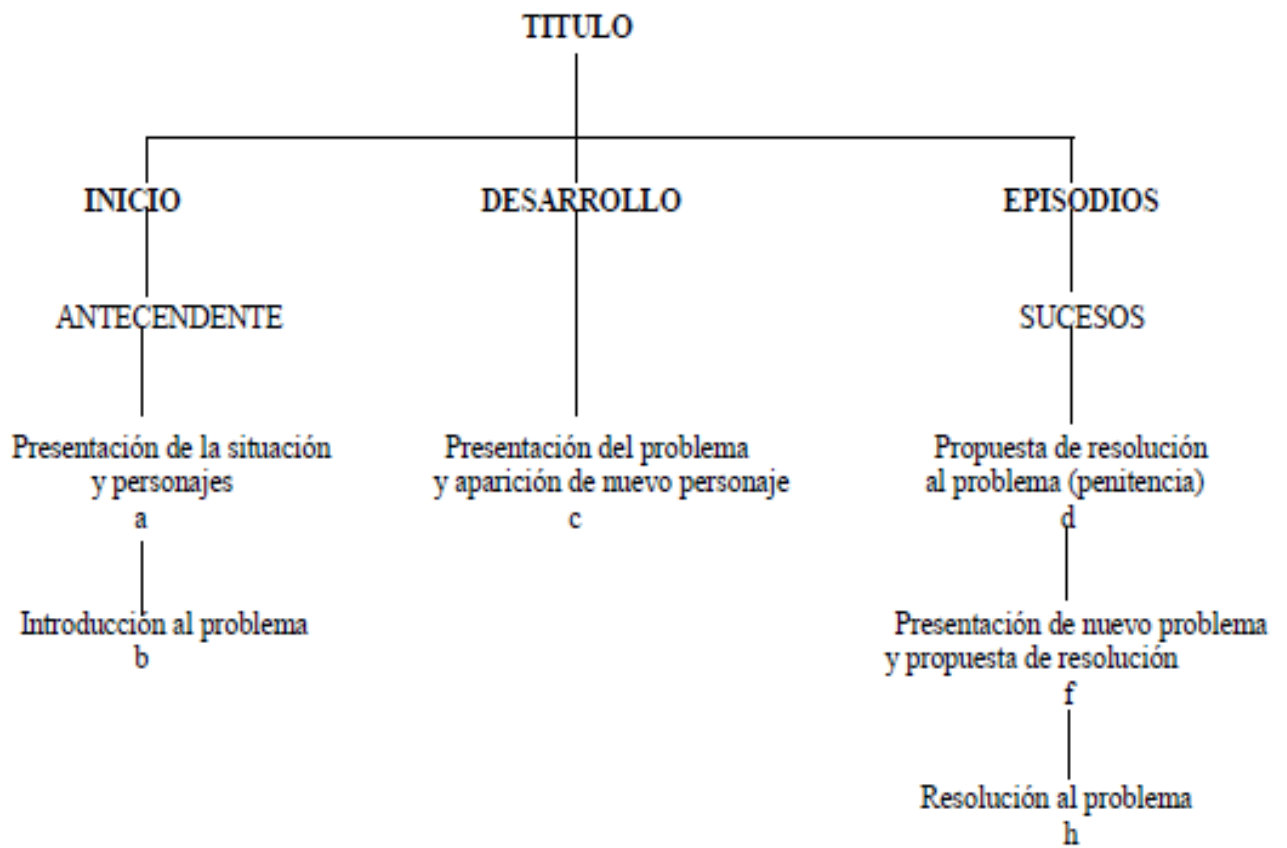 TITULO
INICIO
DESARROLLO
EPISODIOS
ANTECENDENTE
SUCESOS
Presentación de la situación
y personajes
a
Presentación del problema
y aparición de nuevo personaje
c
Propuesta de resolución
al problema (penitencia)
d
Introducción al problema
b
Presentación de nuevo problema
y propuesta de resolución
f
Resolución al problema
h